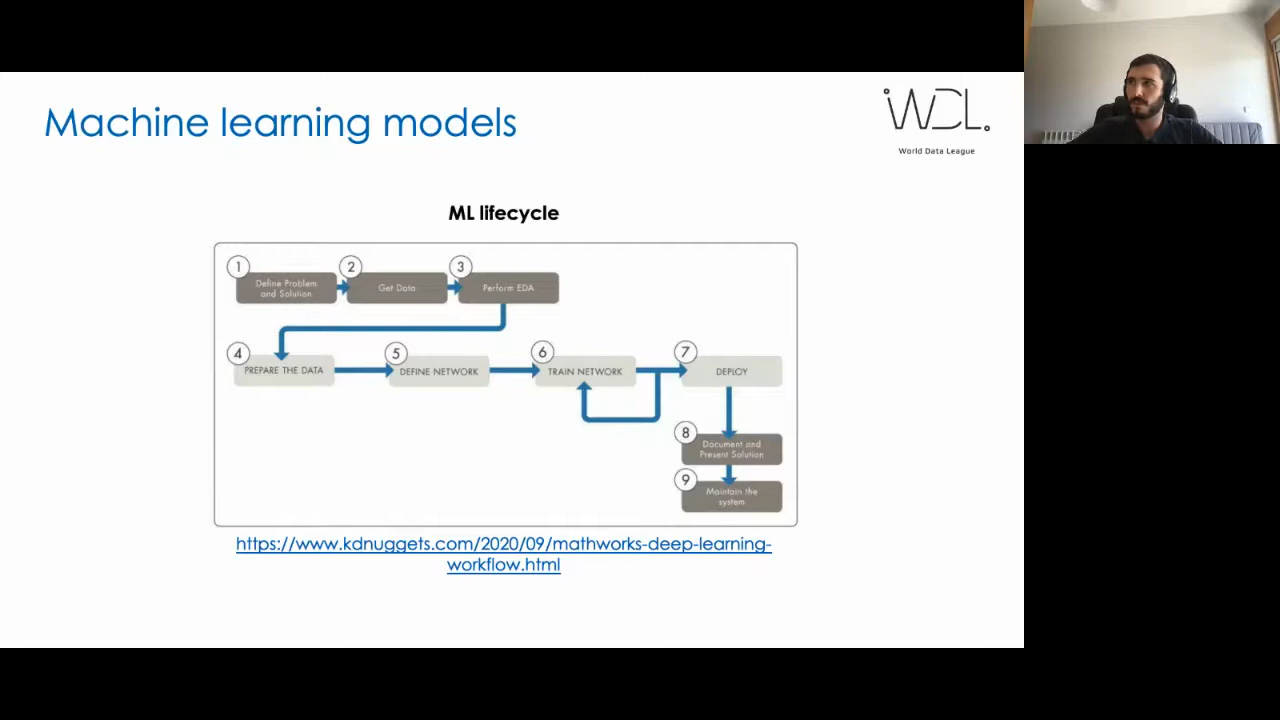 Machine learning models
WDL.
World Data League
ML lifecycle
1
Define Problem
and Solution
2
Get Data
3
Perform EDA
4
PREPARE THE DATA
5
DEFINE NETWORK
6
TRAIN NETWORK
7
DEPLOY
8
Document and
Present Solution
9
Maintain the
system
https://www.kdnuggets.com/2020/09/mathworks-deep-learning-
workflow.html